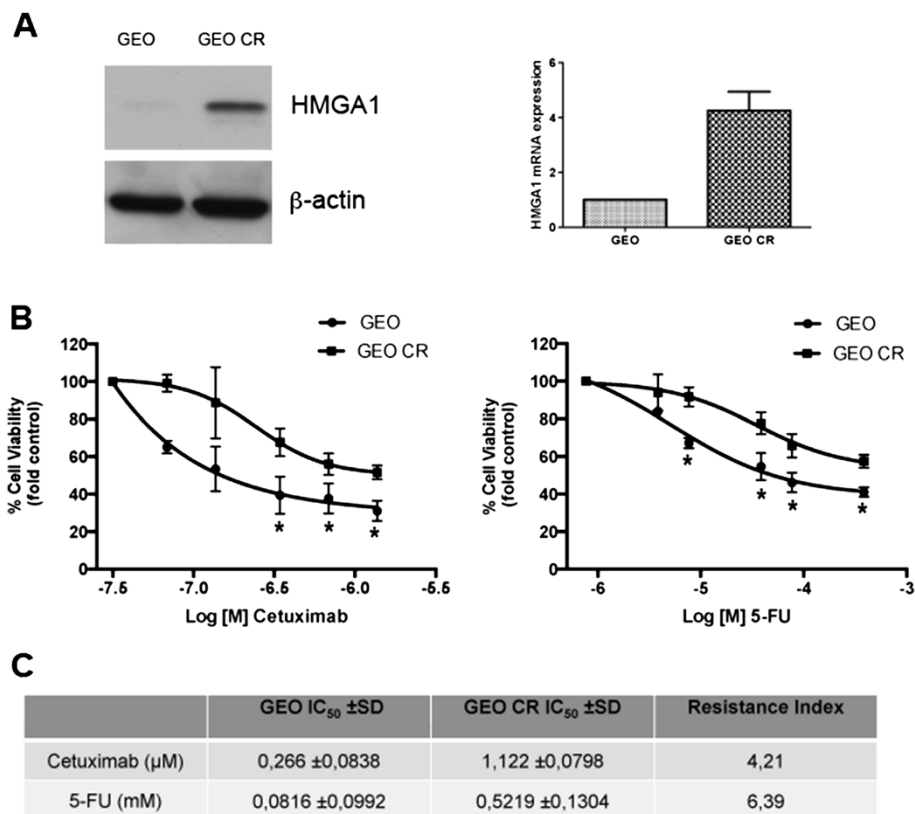 A
GEO GEO CR
HMGA1
β-actin
HMGA1 mRNA expression
6
4
2
0
GEO GEO CR
B
GEO
GEO CR
% Cell Viability
(fold control)
120
100
80
60
40
20
0
* * *
-7.5 -7.0 -6.5 -6.0 -6.5
Log [M] Cetuximab
GEO
GEO CR
% Cell Viability
(fold control)
120
100
80
60
40
20
0
* * * *
-6 -5 -4 -3
Log [M] 5-FU
C
GEO IC50 ±SD GEO CR IC50 ±SD Resistance Index
Cetuximab (µM) 0,266 ±0,0838 1,122 ±0,0798 4,21
5-FU (mM) 0,0816 ±0,0992 0,5219 ±0,1304 6,39